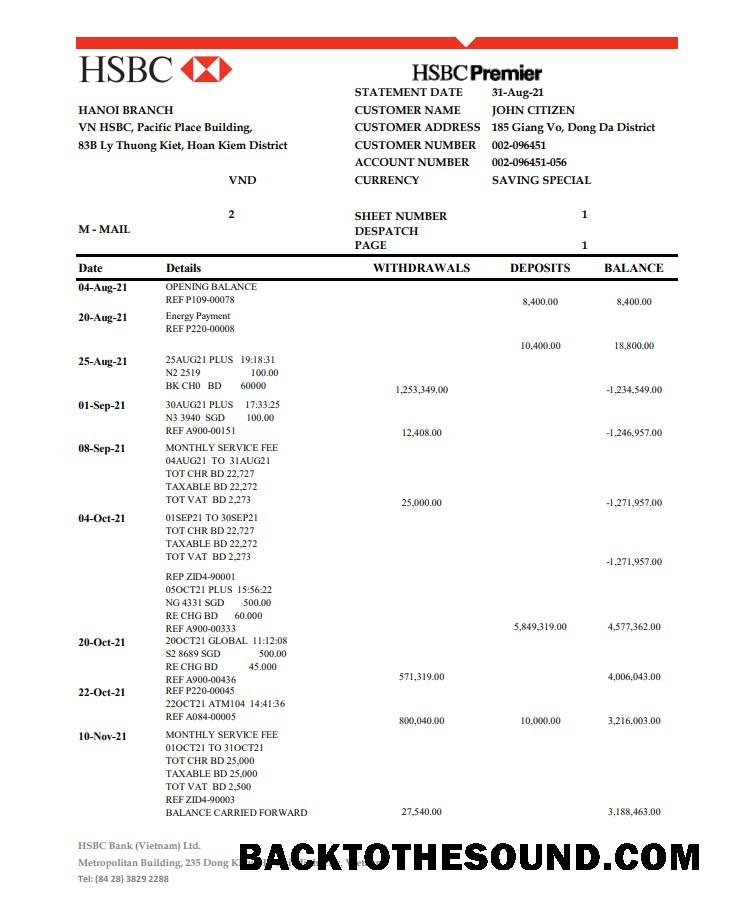 HSBC
HSBC Premier
STATEMENT DATE 31-Aug-21
HANOI BRANCH CUSTOMER NAME JOHN CITIZEN
VN HSBC, Pacific Place Building, CUSTOMER ADDRESS 185 Giang Vo, Dong Da District
83B Ly Thuong Kiet, Hoan Kiem District CUSTOMER NUMBER 002-096451
ACCOUNT NUMBER 002-096451-056
VND CURRENCY SAVING SPECIAL
2 SHEET NUMBER 1
M - MAIL DESPATCH
PAGE 1
Date Details WITHDRAWALS DEPOSITS BALANCE
04-Aug-21 OPENING BALANCE
REF P109-00078 8,400.00 8,400.00
20-Aug-21 Energy Payment
REF P220-00008
10,400.00 18,800.00
25-Aug-21 25AUG21 PLUS 19:18:31
N2 2519 100.00
BK CH0 BD 60000 1,253,349.00 -1,234,549.00
01-Sep-21 30AUG21 PLUS 17:33:25
N3 3940 SGD 100.00
REF A900-00151 12,408.00 -1,246,957.00
08-Sep-21 MONTHLY SERVICE FEE
04AUG21 TO 31AUG21
TOT CHR BD 22,727
TAXABLE BD 22,272
TOT VAT BD 2,273 25,000.00 -1,271,957.00
04-Oct-21 01SEP21 TO 30SEP21
TOT CHR BD 22,727
TAXABLE BD 22,272
TOT VAT BD 2,273
-1,271,957.00
REP ZID4-90001
05OCT21 PLUS 15:56:22
NG 4331 SGD 500.00
RE CHG BD 60.000
REF A900-00333 5,849,319.00 4,577,362.00
20-Oct-21 20OCT21 GLOBAL 11:12:08
S2 8689 SGD 500.00
RE CHG BD 45.000
REF A900-00436 571,319.00 4,006,043.00
22-Oct-21 REF P220-00045
22OCT21 ATM104 14:41:36
REF A084-00005 800,040.00 10,000.00 3,216,003.00
10-Nov-21 MONTHLY SERVICE FEE
01OCT21 TO 31OCT21
TOT CHR BD 25,000
TAXABLE BD 25,000
TOT VAT BD 2,500
REF ZID4-90003
BALANCE CARRIED FORWARD 27,540.00 3,188,463.00
HSBC Bank (Vietnam) Ltd.
Metropolitan Building, 235 Dong
BACKTOTHESOUND.COM
Tel: (84 28) 3829 2288